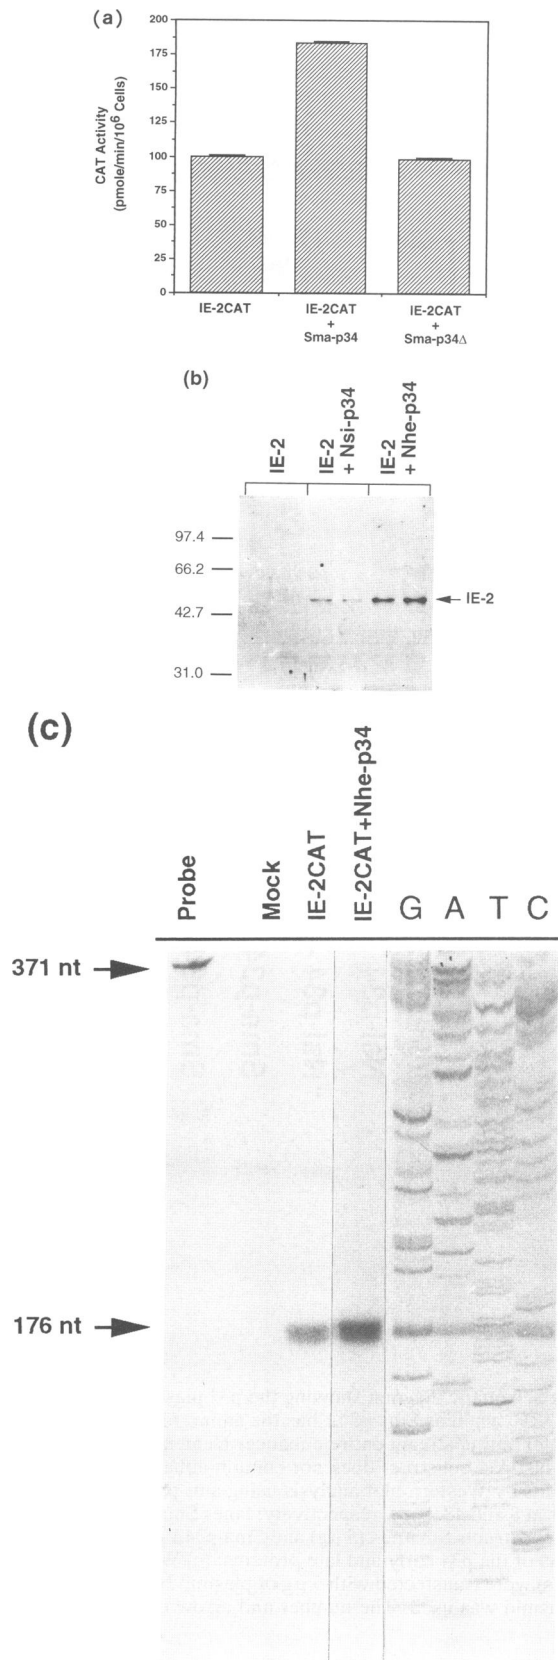 (a)
CAT Activity
(pmole/min/10⁶ Cells)
200
175
150
125
100
75
50
25
0
IE-2CAT
IE-2CAT
+
Sma-p34
IE-2CAT
+
Sma-p34Δ
(b)
IE-2
IE-2
+ Nsi-p34
IE-2
+ Nhe-p34
97.4
66.2
42.7
31.0
IE-2
(c)
Probe
Mock
IE-2CAT
IE-2CAT+Nhe-p34
G A T C
371 nt
176 nt